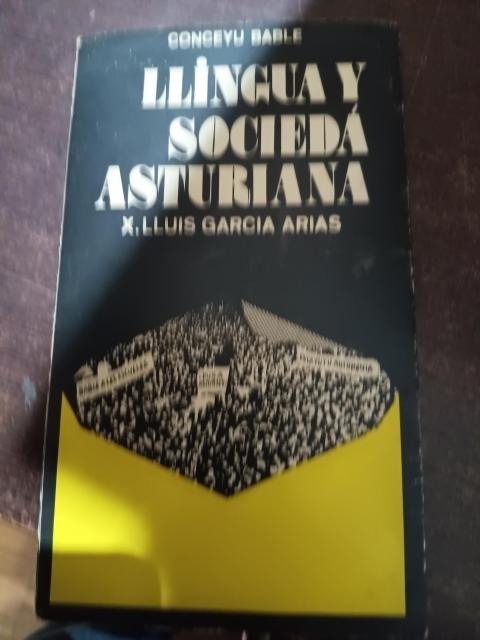 CONCEYU BABLE
LLINGUA Y
SOCIEDÁ
ASTURIANA
X. LLUIS GARCIA ARIAS